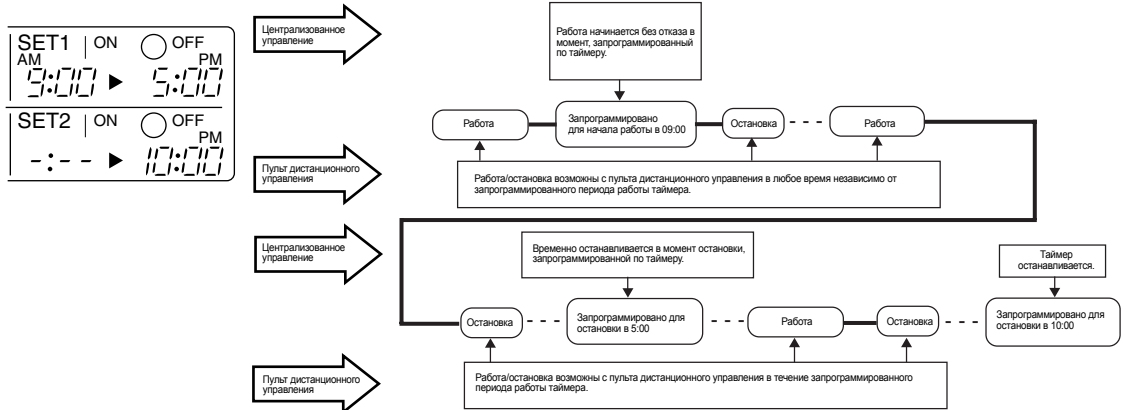 SET1 ON OFF
AM PM
9:00 ▶ 5:00
SET2 ON OFF
PM
-:-- ▶ 10:00
Централизованное
управление
Работа начинается без отказа в
момент, запрограммированный
по таймеру.
Работа
Запрограммировано
для начала работы в 09:00
Остановка
Работа
Пульт дистанционного
управления
Работа/остановка возможны с пульта дистанционного управления в любое время независимо от
запрограммированного периода работы таймера.
Централизованное
управление
Временно останавливается в момент остановки,
запрограммированной по таймеру.
Таймер
останавливается.
Остановка
Запрограммировано для
остановки в 5:00
Работа
Остановка
Запрограммировано для
остановки в 10:00
Пульт дистанционного
управления
Работа/остановка возможны с пульта дистанционного управления в течение запрограммированного
периода работы таймера.